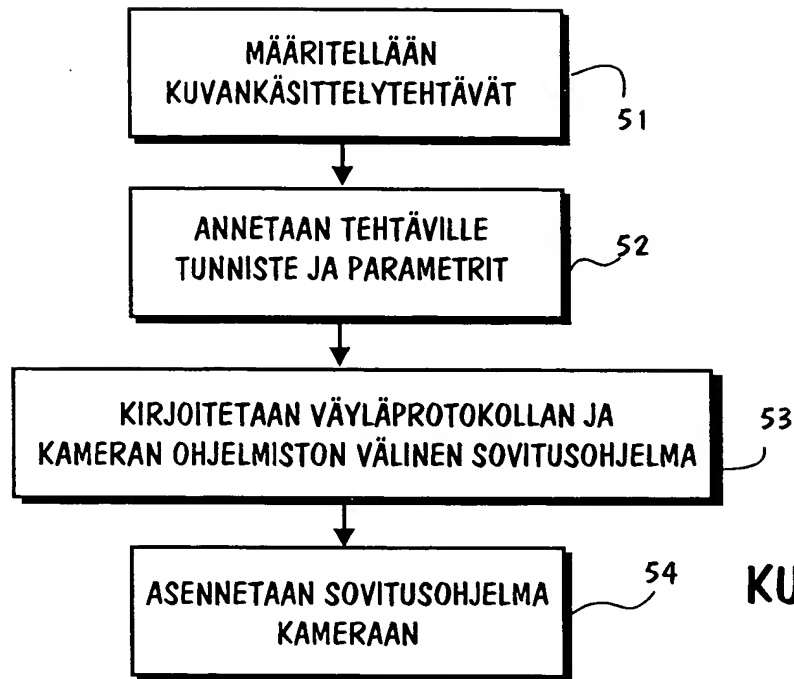 MÄÄRITELLÄÄN
KUVANKÄSITTELYTEHTÄVÄT
51
ANNETAAN TEHTÄVILLE
TUNNISTE JA PARAMETRIT
52
KIRJOITETAAN VÄYLÄPROTOKOLLAN JA
KAMERAN OHJELMISTON VÄLINEN SOVITUSOHJELMA
53
ASENNETAAN SOVITUSOHJELMA
KAMERAAN
54
KU